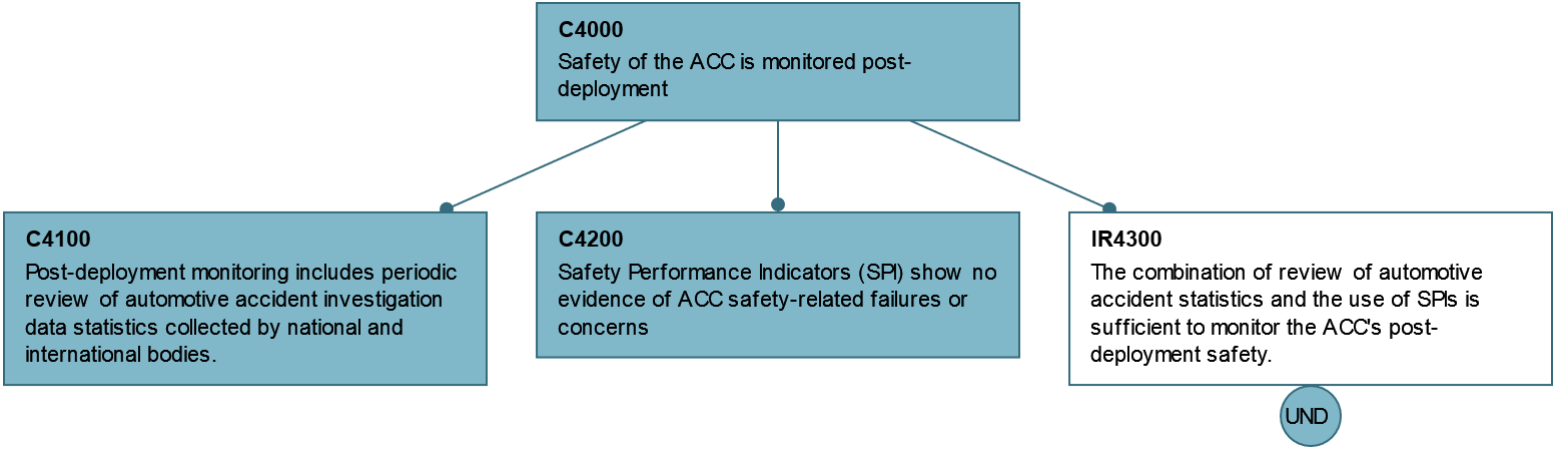 C4000
Safety of the ACC is monitored post-
deployment
C4100
Post-deployment monitoring includes periodic
review of automotive accident investigation
data statistics collected by national and
international bodies.
C4200
Safety Performance Indicators (SPI) show no
evidence of ACC safety-related failures or
concerns
IR4300
The combination of review of automotive
accident statistics and the use of SPIs is
sufficient to monitor the ACC's post-
deployment safety.
UND